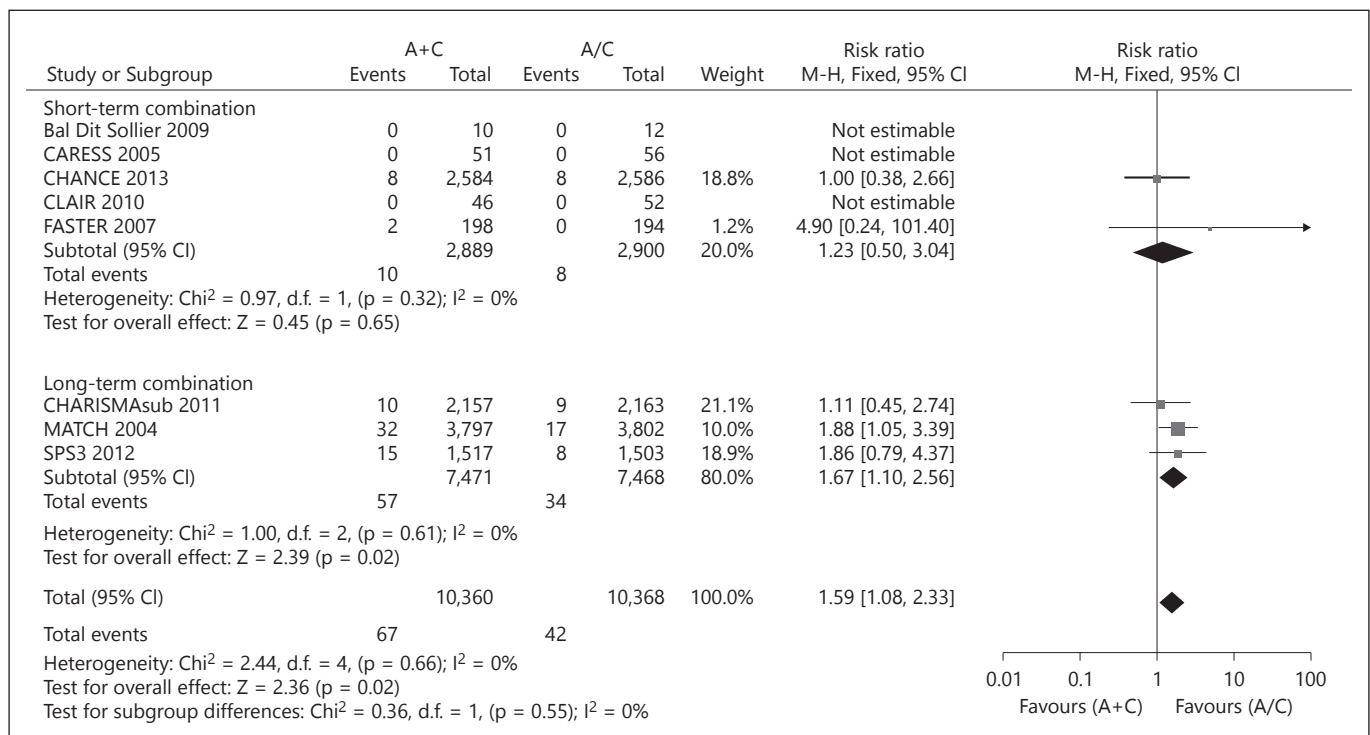 A+C A/C Risk ratio Risk ratio
Study or Subgroup Events Total Events Total Weight M-H, Fixed, 95% CI M-H, Fixed, 95% CI
Short-term combination
Bal Dit Sollier 2009 0 10 0 12 Not estimable
CARESS 2005 0 51 0 56 Not estimable
CHANCE 2013 8 2,584 8 2,586 18.8% 1.00 [0.38, 2.66]
CLAIR 2010 0 46 0 52 Not estimable
FASTER 2007 2 198 0 194 1.2% 4.90 [0.24, 101.40]
Subtotal (95% CI) 2,889 2,900 20.0% 1.23 [0.50, 3.04]
Total events 10 8
Heterogeneity: Chi² = 0.97, d.f. = 1, (p = 0.32); I² = 0%
Test for overall effect: Z = 0.45 (p = 0.65)
Long-term combination
CHARISMAsub 2011 10 2,157 9 2,163 21.1% 1.11 [0.45, 2.74]
MATCH 2004 32 3,797 17 3,802 10.0% 1.88 [1.05, 3.39]
SPS3 2012 15 1,517 8 1,503 18.9% 1.86 [0.79, 4.37]
Subtotal (95% CI) 7,471 7,468 80.0% 1.67 [1.10, 2.56]
Total events 57 34
Heterogeneity: Chi² = 1.00, d.f. = 2, (p = 0.61); I² = 0%
Test for overall effect: Z = 2.39 (p = 0.02)
Total (95% CI) 10,360 10,368 100.0% 1.59 [1.08, 2.33]
Total events 67 42
Heterogeneity: Chi² = 2.44, d.f. = 4, (p = 0.66); I² = 0%
Test for overall effect: Z = 2.36 (p = 0.02)
Test for subgroup differences: Chi² = 0.36, d.f. = 1, (p = 0.55); I² = 0%
0.01 0.1 1 10 100
Favours (A+C) Favours (A/C)